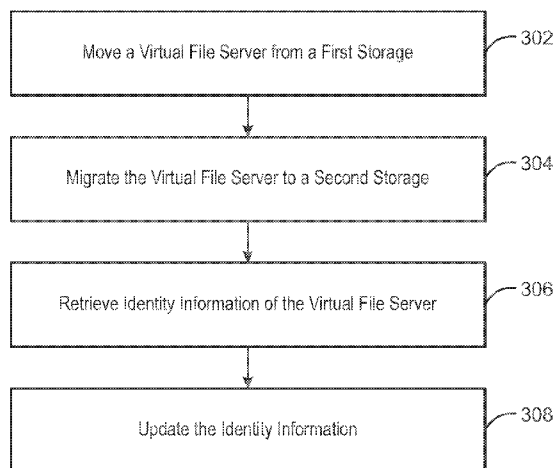 Move a Virtual File Server from a First Storage
302
Migrate the Virtual File Server to a Second Storage
304
Retrieve Identity Information of the Virtual File Server
306
Update the Identity Information
308